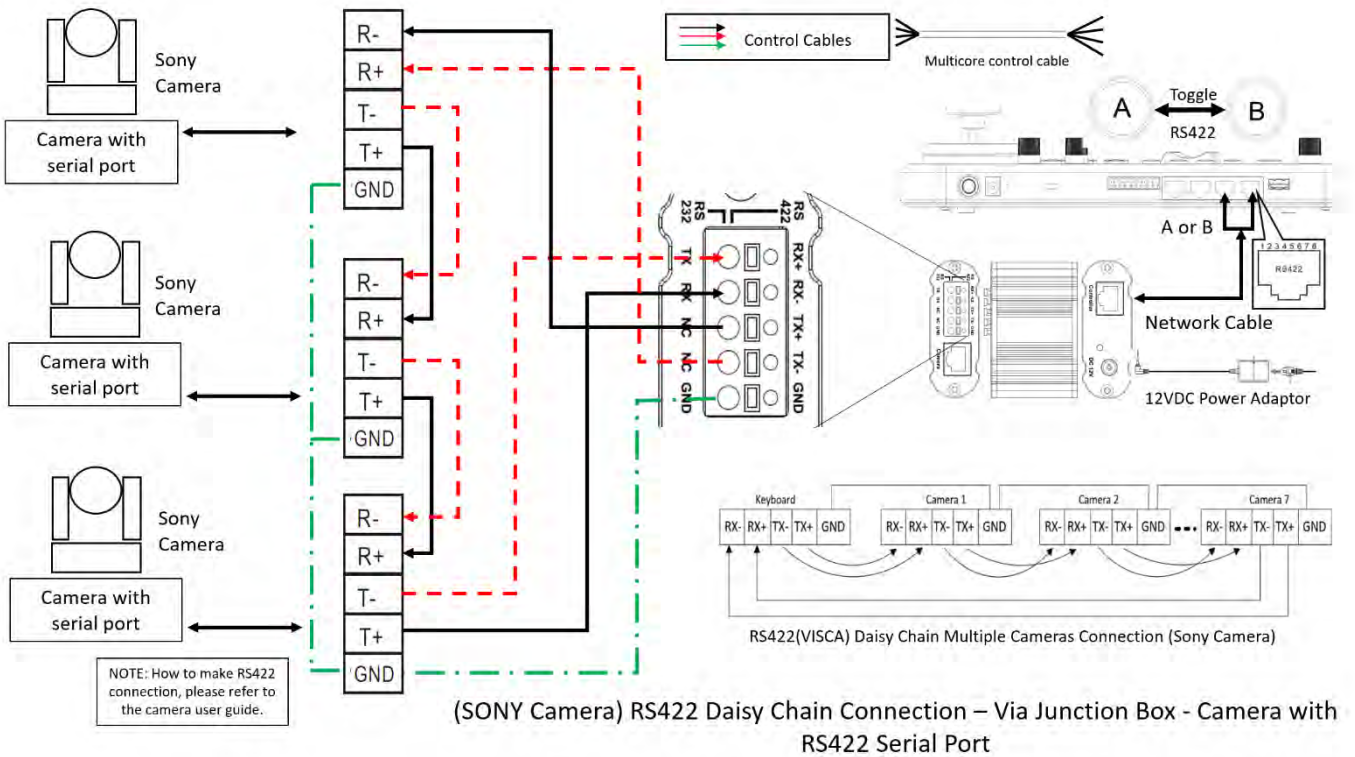 Sony
Camera
Camera with
serial port
R-
R+
T-
T+
GND
Sony
Camera
Camera with
serial port
R-
R+
T-
T+
GND
Sony
Camera
Camera with
serial port
R-
R+
T-
T+
GND
NOTE: How to make RS422
connection, please refer to
the camera user guide.
Control Cables
Multicore control cable
A
Toggle
RS422
B
A or B
1 2 3 4 5 6 7 8
RS422
Network Cable
12VDC Power Adaptor
DC 12V
RS
232
RS
422
TX
RX+
RX
RX-
NC
TX+
NC
TX-
GND
GND
Keyboard
RX- RX+ TX- TX+ GND
Camera 1
RX- RX+ TX- TX+ GND
Camera 2
RX- RX+ TX- TX+ GND
Camera 7
RX- RX+ TX- TX+ GND
RS422(VISCA) Daisy Chain Multiple Cameras Connection (Sony Camera)
(SONY Camera) RS422 Daisy Chain Connection – Via Junction Box - Camera with
RS422 Serial Port